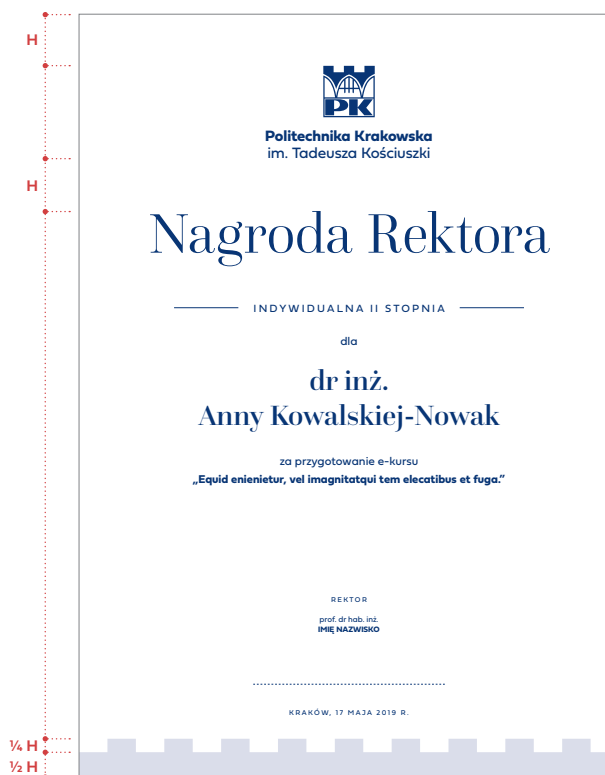 H
PK
Politechnika Krakowska
im. Tadeusza Kościuszki
H
Nagroda Rektora
INDYWIDUALNA II STOPNIA
dla
dr inż.
Anny Kowalskiej-Nowak
za przygotowanie e-kursu
„Equid enienietur, vel imagnitatqui tem elecatibus et fuga.”
REKTOR
prof. dr hab. inż.
IMIĘ NAZWISKO
KRAKÓW, 17 MAJA 2019 R.
¼ H
½ H